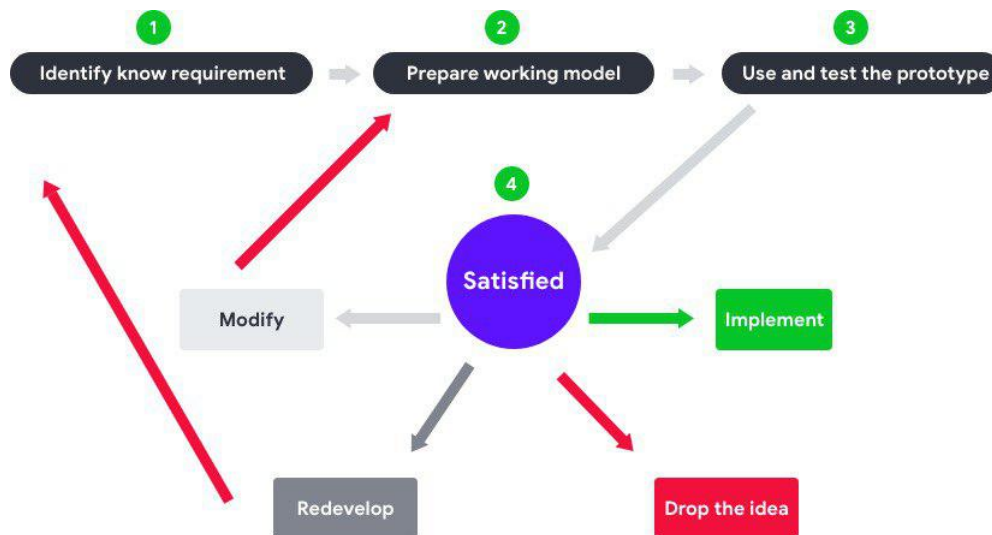 1
2
3
Identify know requirement
Prepare working model
Use and test the prototype
4
Satisfied
Modify
Implement
Redevelop
Drop the idea